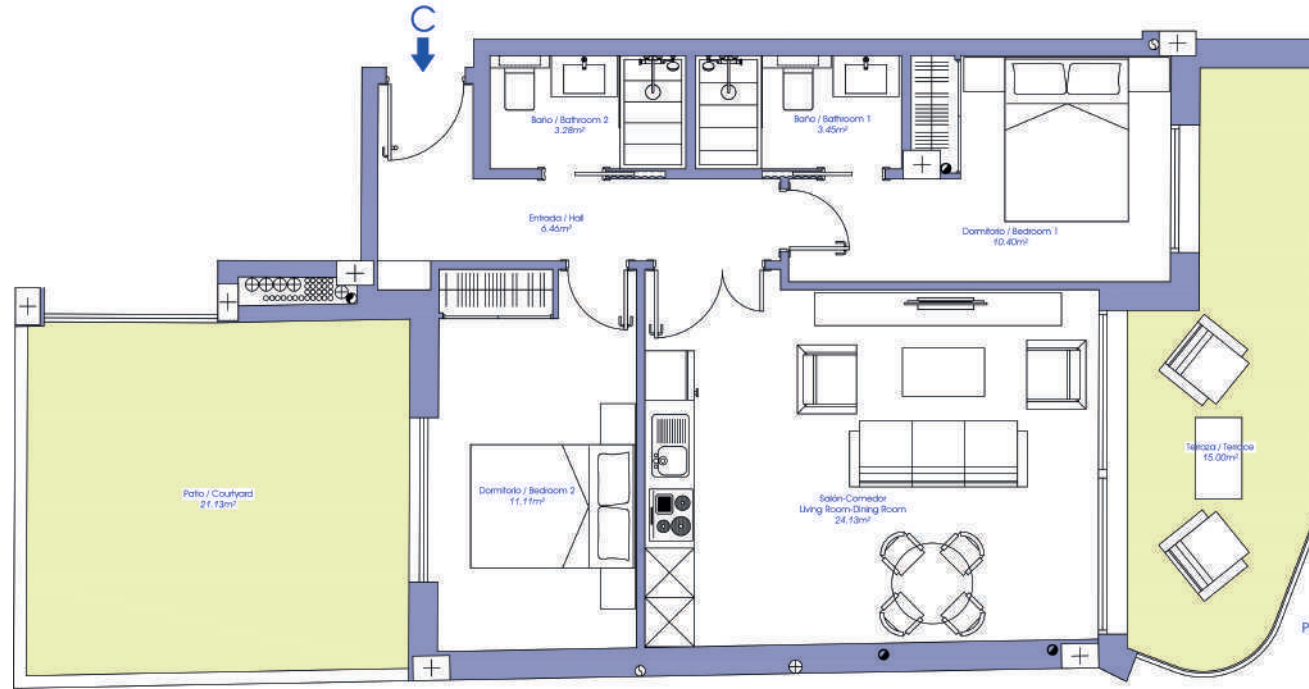 C
Baño / Bathroom 2
3.28m²
Baño / Bathroom 1
3.45m²
Entrada / Hall
6.46m²
Dormitorio / Bedroom 1
10.40m²
Patio / Courtyard
21.13m²
Dormitorio / Bedroom 2
11.11m²
Salón-Comedor
Living Room-Dining Room
24.13m²
Terraza / Terrace
15.00m²
P